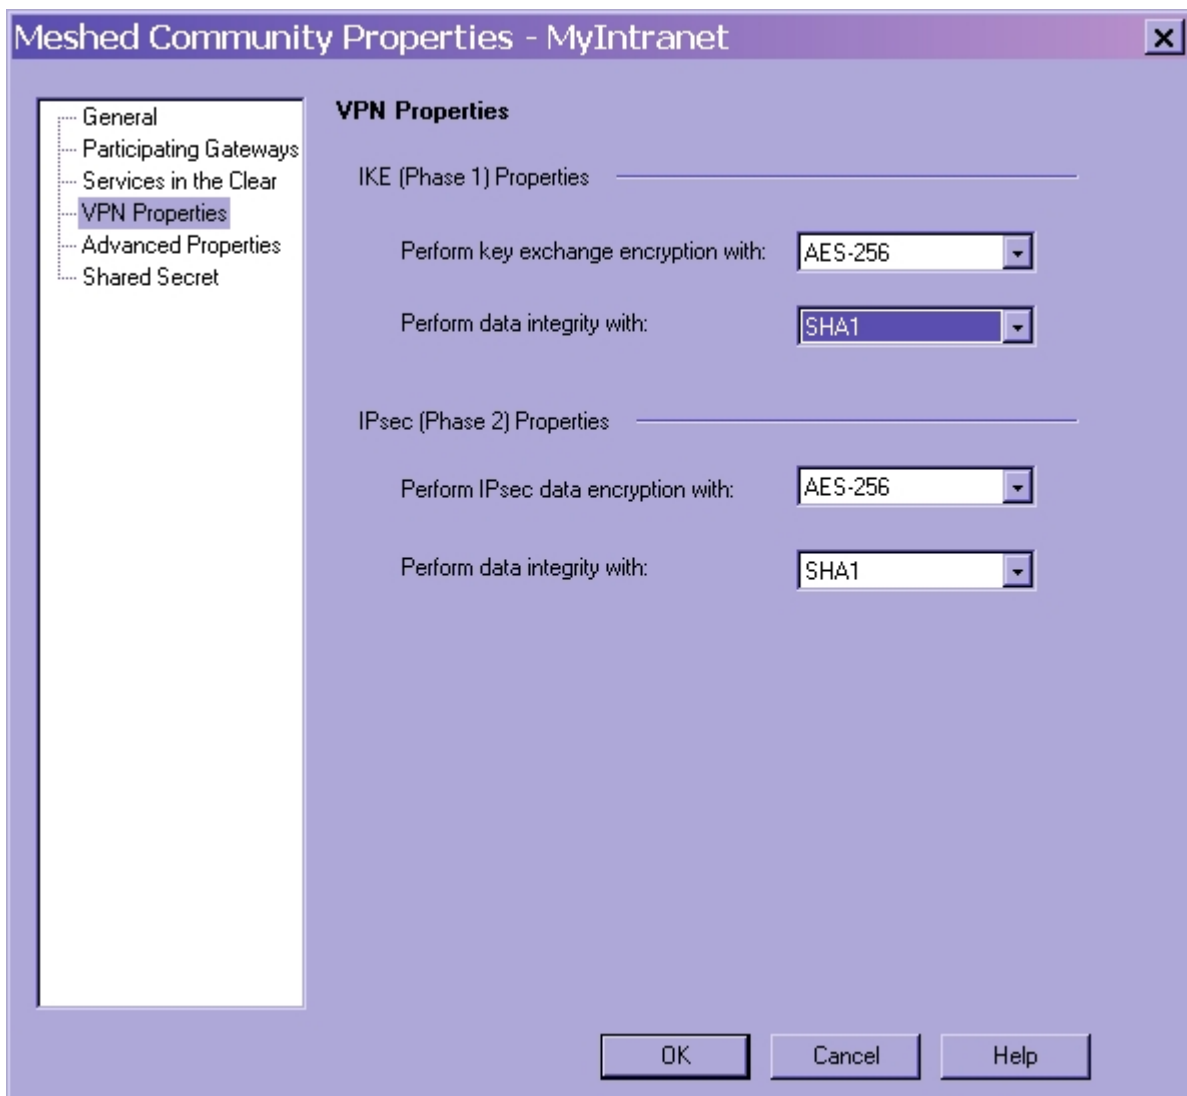 Meshed Community Properties - MyIntranet
General
Participating Gateways
Services in the Clear
VPN Properties
Advanced Properties
Shared Secret
VPN Properties
IKE (Phase 1) Properties
Perform key exchange encryption with: AES-256
Perform data integrity with: SHA1
IPsec (Phase 2) Properties
Perform IPsec data encryption with: AES-256
Perform data integrity with: SHA1
OK Cancel Help